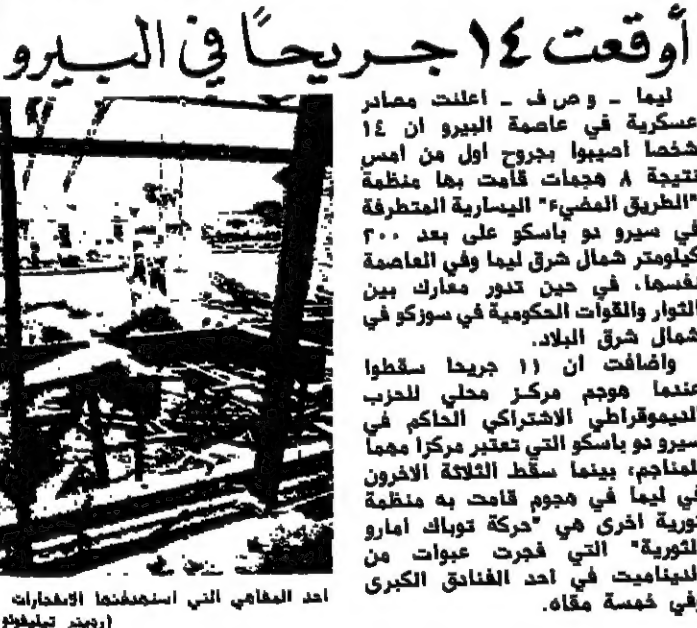 أوقعت ١٤ جريحًا في البيرو
ليما ــ و ص ف ــ اعلنت مصادر
عسكرية في عاصمة البيرو ان ١٤
شخصا اصيبوا بجروح اول من امس
نتيجة ٨ هجمات قامت بها منظمة
"الطريق المضيء" اليسارية المتطرفة
في سيرو دو باسكو على بعد ٢٠٠
كيلومتر شمال شرق ليما وفي العاصمة
نفسها، في حين تدور معارك بين
الثوار والقوات الحكومية في سوزكو في
شمال شرق البلاد.
واضافت ان ١١ جريحا سقطوا
عندما هوجم مركز محلي للحزب
الديموقراطي الاشتراكي الحاكم في
سيرو دو باسكو التي تعتبر مركزا مهما
للمناجم، بينما سقط الثلاثة الاخرون
في ليما في هجوم قامت به منظمة
ثورية اخرى هي "حركة توباك امارو
الثورية" التي فجرت عبوات من
الديناميت في احد الفنادق الكبرى
وفي خمسة مقاه.
احد المقاهي التي استهدفتها الانفجارات
(رويتر تيليفوتو